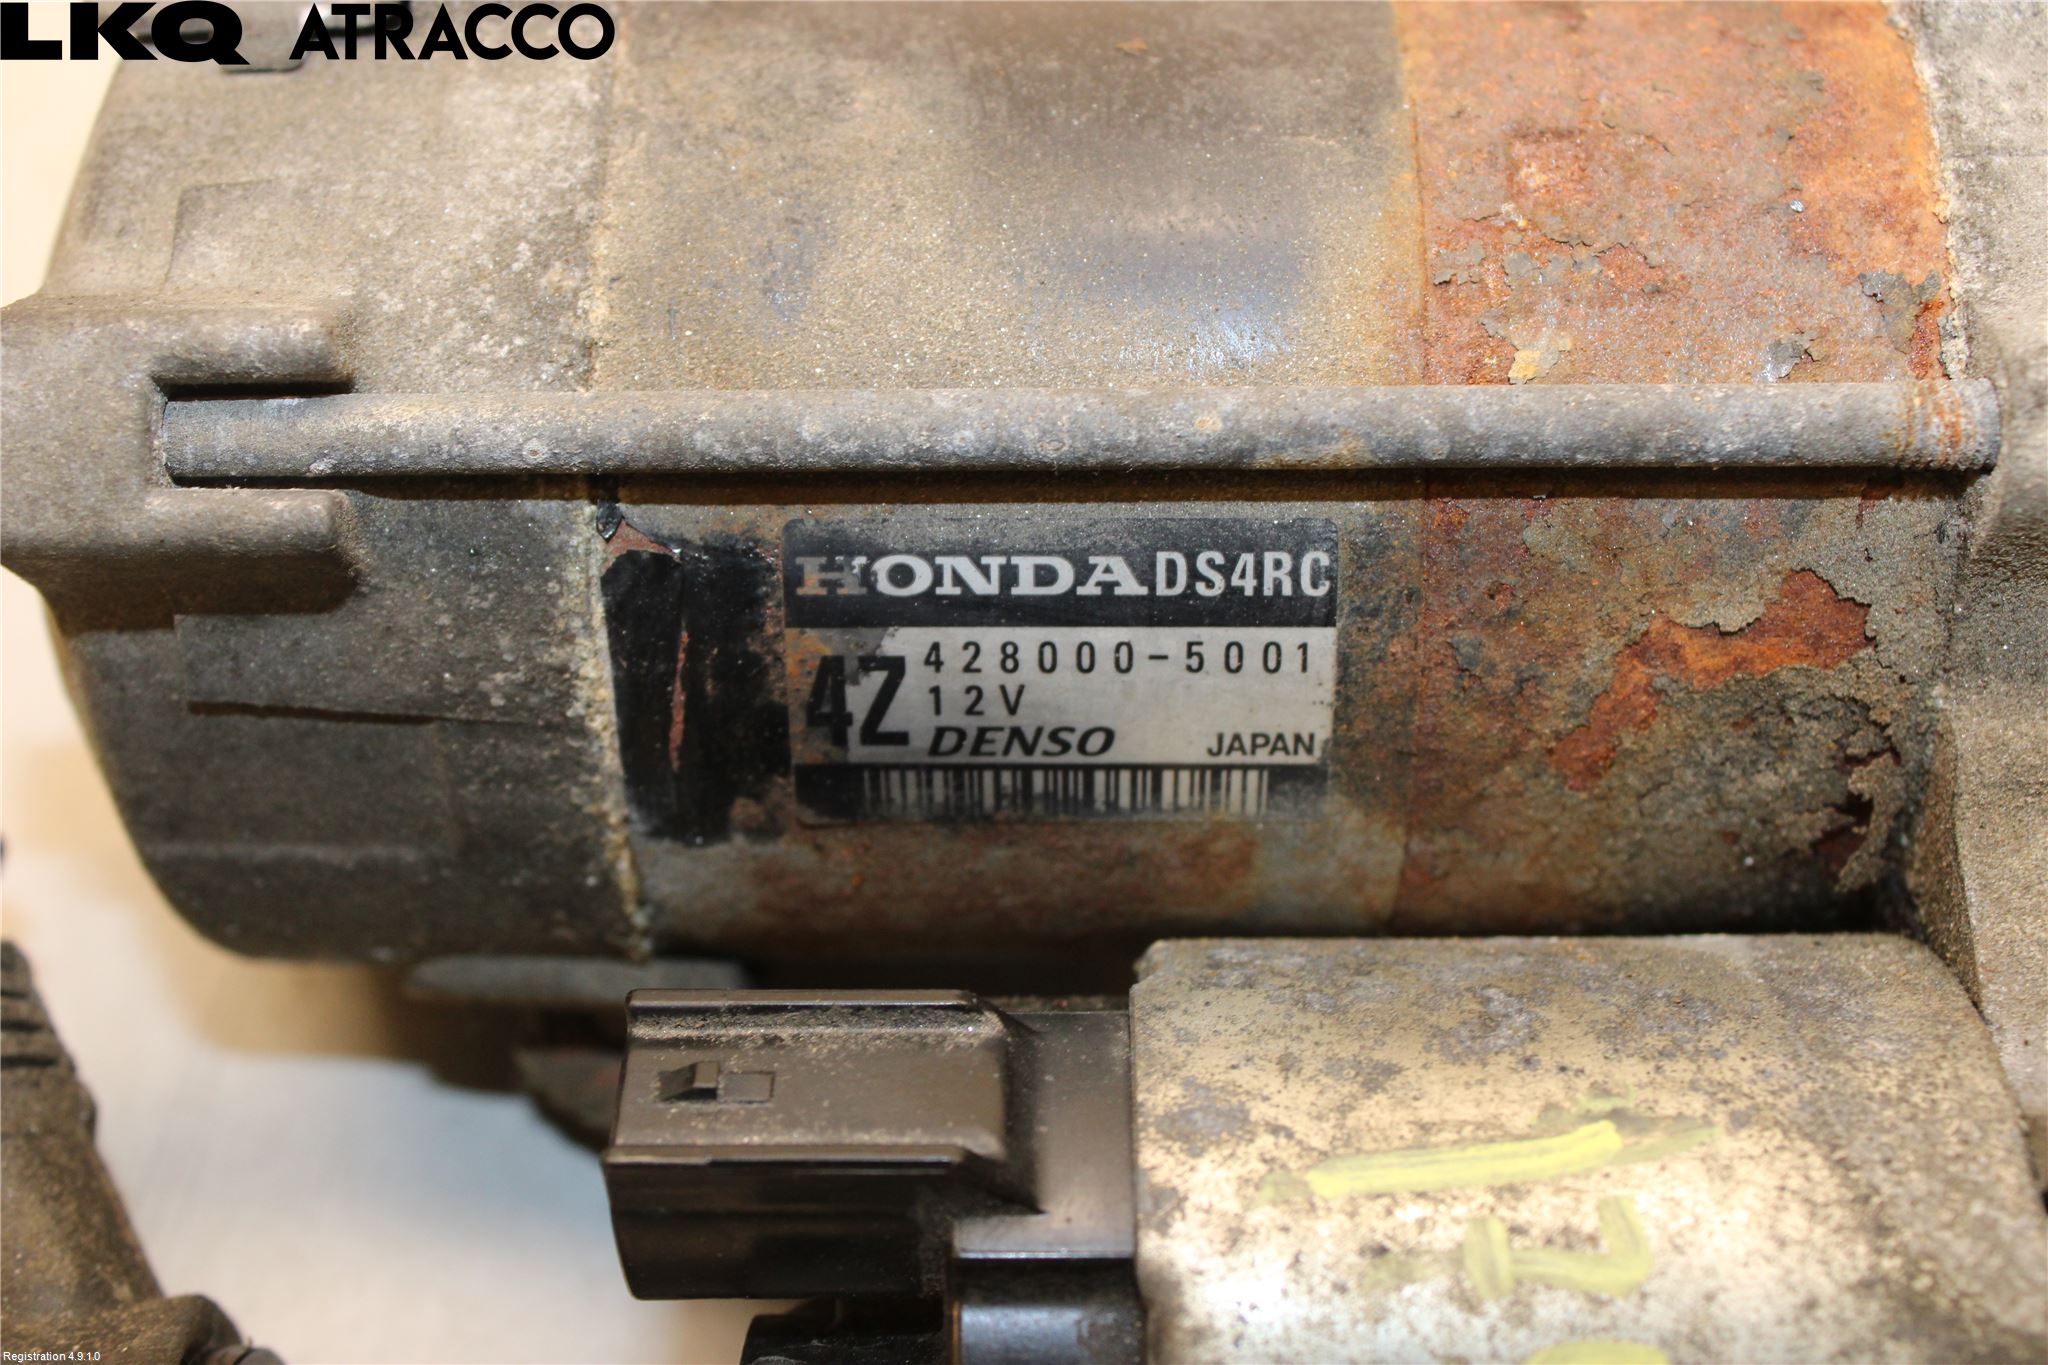 LKQ ATRACCO
HONDA DS4RC
4Z 428000-5001
12V
DENSO JAPAN
Registration 4.9.1.0